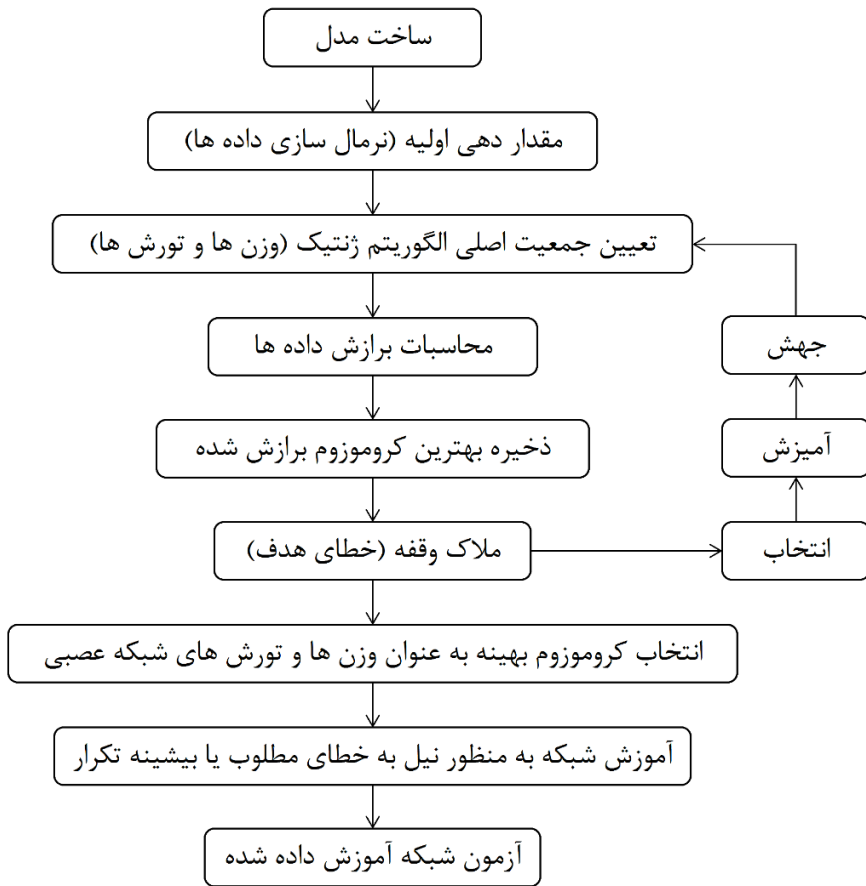 ساخت مدل
مقدار دهی اولیه (نرمال سازی داده ها)
تعیین جمعیت اصلی الگوریتم ژنتیک (وزن ها و تورش ها)
محاسبات برازش داده ها
جهش
ذخیره بهترین کروموزوم برازش شده
آمیزش
ملاک وقفه (خطای هدف)
انتخاب
انتخاب کروموزوم بهینه به عنوان وزن ها و تورش های شبکه عصبی
آموزش شبکه به منظور نیل به خطای مطلوب یا بیشینه تکرار
آزمون شبکه آموزش داده شده